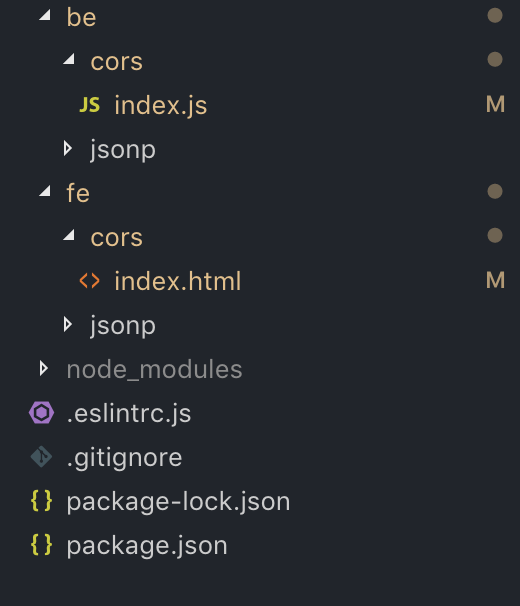 be
cors
JS index.js M
jsonp
fe
cors
<> index.html M
jsonp
node_modules
.eslintrc.js
.gitignore
{} package-lock.json
{} package.json